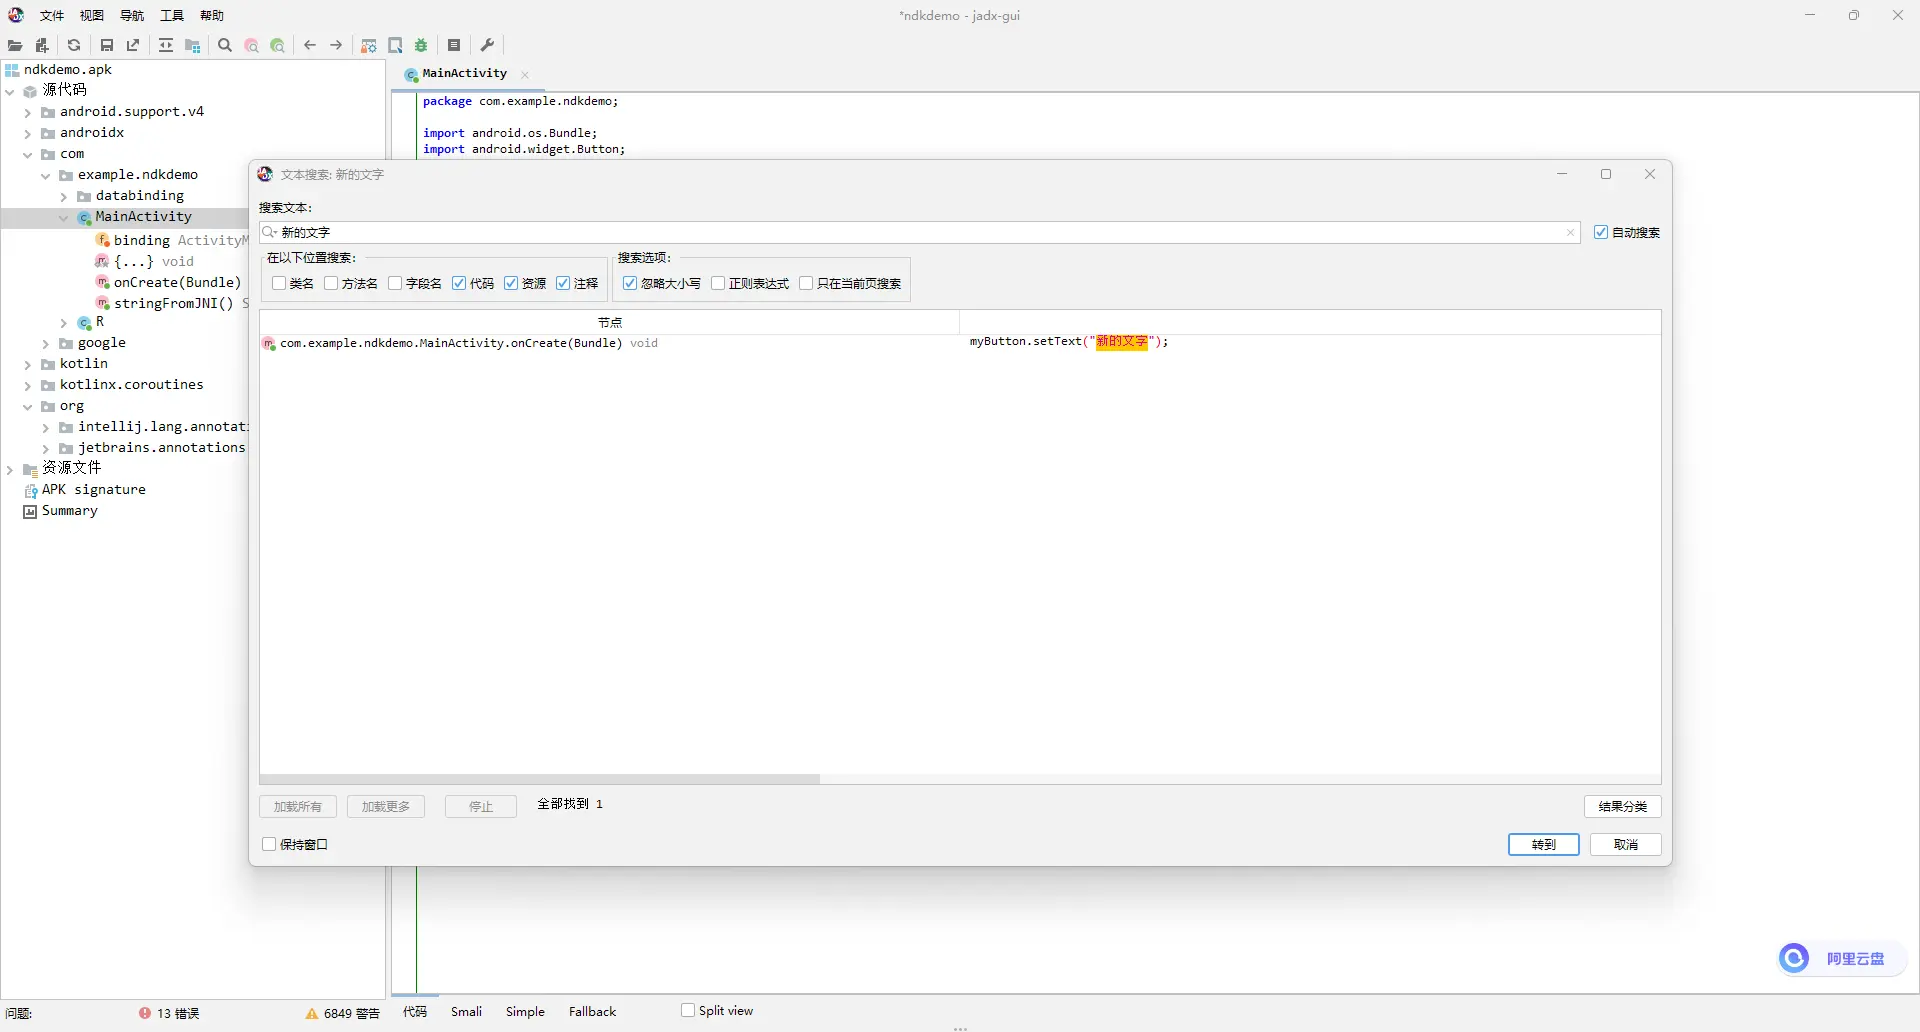 文件 视图 导航 工具 帮助
*ndkdemo - jadx-gui
ndkdemo.apk
源代码
android.support.v4
androidx
com
example.ndkdemo
databinding
MainActivity
binding ActivityM
{...} void
onCreate(Bundle)
stringFromJNI() S
R
google
kotlin
kotlinx.coroutines
org
intellij.lang.annotati
jetbrains.annotations
资源文件
APK signature
Summary
MainActivity
package com.example.ndkdemo;
import android.os.Bundle;
import android.widget.Button;
文本搜索: 新的文字
搜索文本:
新的文字
自动搜索
在以下位置搜索:
类名 方法名 字段名 代码 资源 注释
搜索选项:
忽略大小写 正则表达式 只在当前页搜索
节点
com.example.ndkdemo.MainActivity.onCreate(Bundle) void
myButton.setText("新的文字");
加载所有 加载更多 停止 全部找到 1
结果分类
保持窗口
转到 取消
阿里云盘
问题: 13 错误 6849 警告
代码 Smali Simple Fallback Split view